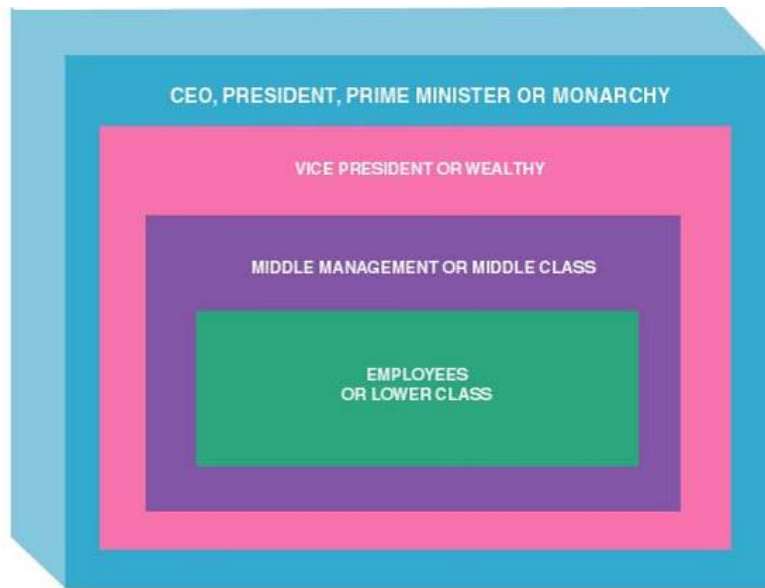 CEO, PRESIDENT, PRIME MINISTER OR MONARCHY
VICE PRESIDENT OR WEALTHY
MIDDLE MANAGEMENT OR MIDDLE CLASS
EMPLOYEES
OR LOWER CLASS